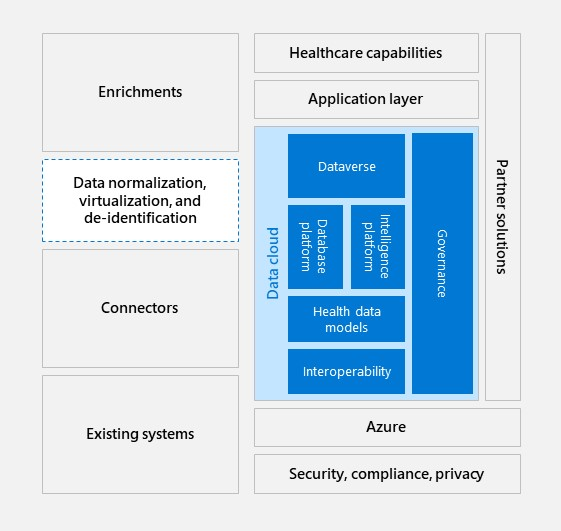 Enrichments
Data normalization,
virtualization, and
de-identification
Connectors
Existing systems
Healthcare capabilities
Application layer
Data cloud
Dataverse
Database
platform
Intelligence
platform
Health data
models
Interoperability
Governance
Partner solutions
Azure
Security, compliance, privacy